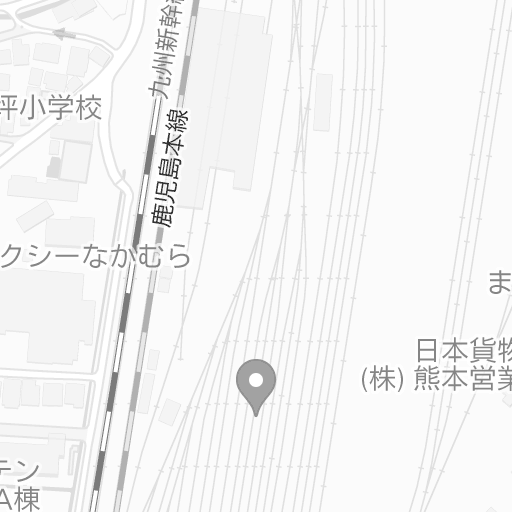 九州新幹線
坪小学校
鹿児島本線
クシーなかむら
ま
日本貨物
(株) 熊本営業
テン
A棟